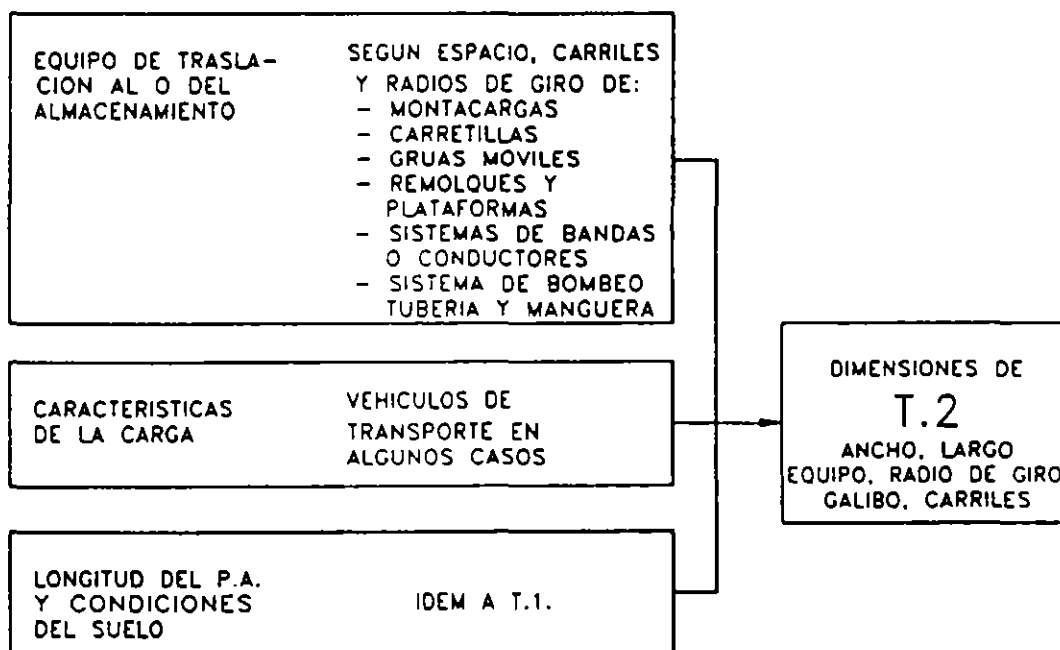 EQUIPO DE TRASLA-
CION AL O DEL
ALMACENAMIENTO
SEGUN ESPACIO, CARRILES
Y RADIOS DE GIRO DE:
- MONTACARGAS
- CARRETILLAS
- GRUAS MOVILES
- REMOLQUES Y
PLATAFORMAS
- SISTEMAS DE BANDAS
O CONDUCTORES
- SISTEMA DE BOMBEO
TUBERIA Y MANGUERA
CARACTERISTICAS
DE LA CARGA
VEHICULOS DE
TRANSPORTE EN
ALGUNOS CASOS
LONGITUD DEL P.A.
Y CONDICIONES
DEL SUELO
IDEM A T.1.
DIMENSIONES DE
T.2
ANCHO, LARGO
EQUIPO, RADIO DE GIRO
GALIBO, CARRILES